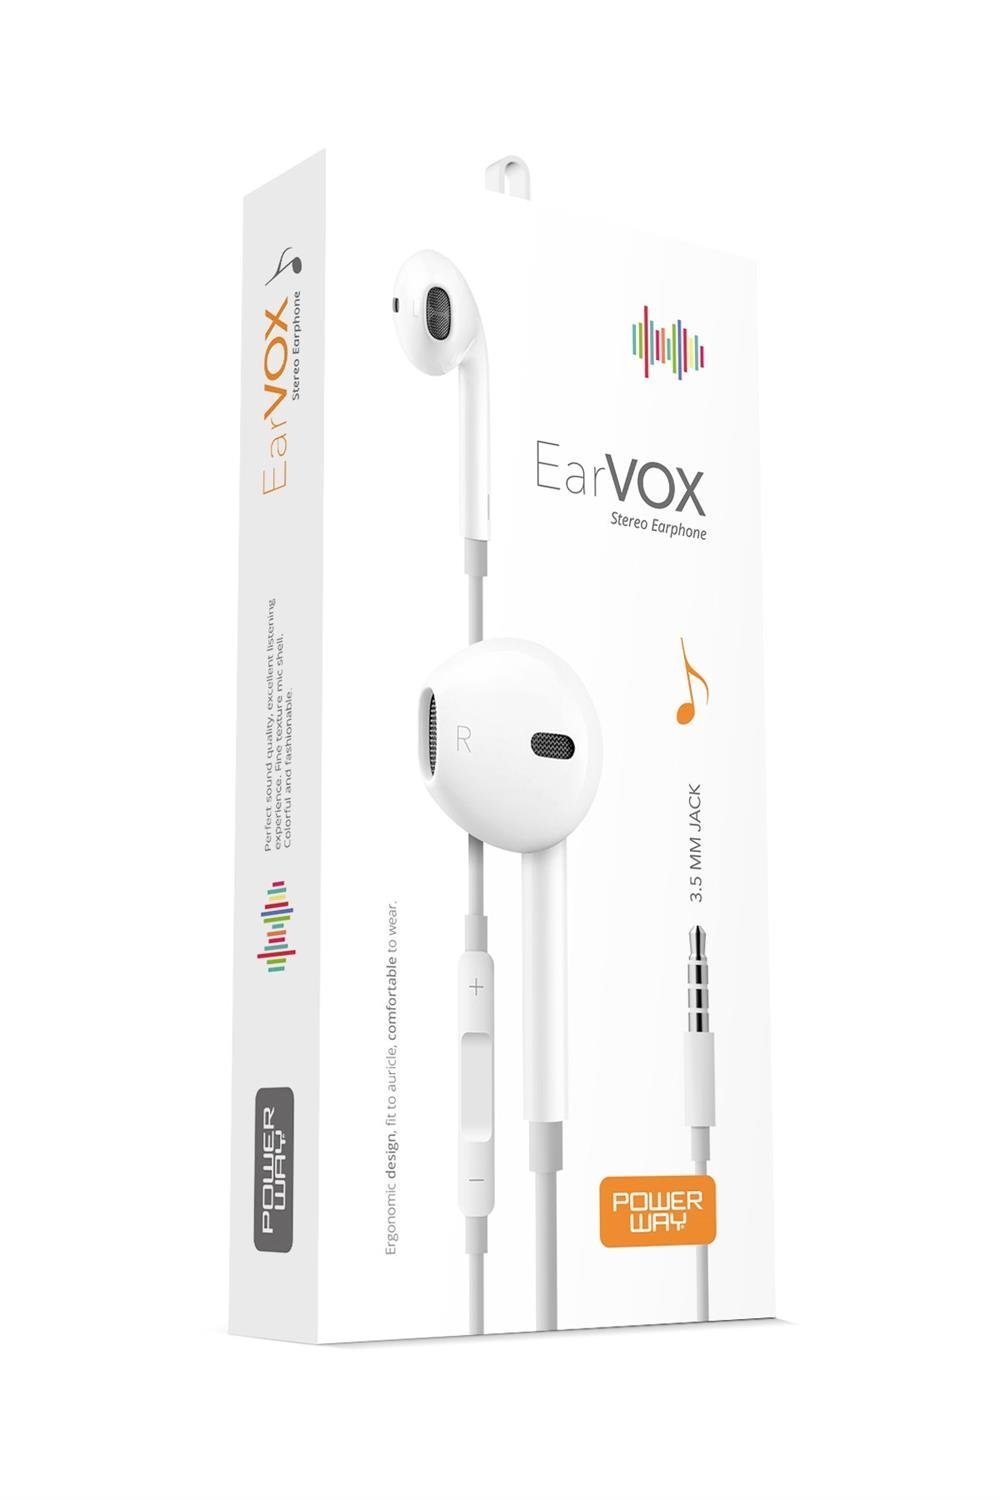 EarVOX
Stereo Earphone
Perfect sound quality, excellent listening
experience. Fine texture mic shell.
Colorful and fashionable.
POWER
WAY
EarVOX
Stereo Earphone
R
3.5 MM JACK
Ergonomic design, fit to auricle, comfortable to wear.
+
−
POWER
WAY